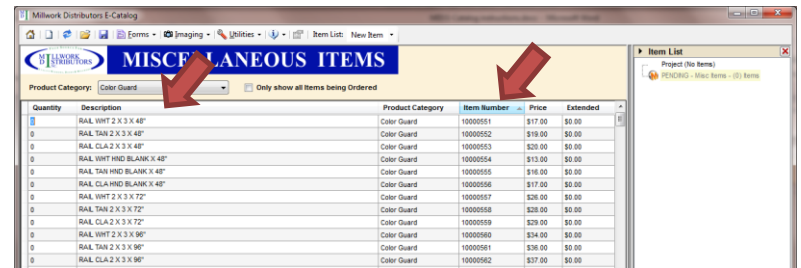 Millwork Distributors E-Catalog
Forms Imaging Utilities Item List: New Item
MILLWORK DISTRIBUTORS MISCELLANEOUS ITEMS
Product Category: Color Guard Only show all Items being Ordered
Quantity Description Product Category Item Number Price Extended
0 RAIL WHT 2 X 3 X 48" Color Guard 10000551 $17.00 $0.00
0 RAIL TAN 2 X 3 X 48" Color Guard 10000552 $19.00 $0.00
0 RAIL CLA 2 X 3 X 48" Color Guard 10000553 $20.00 $0.00
0 RAIL WHT HND BLANK X 48" Color Guard 10000554 $13.00 $0.00
0 RAIL TAN HND BLANK X 48" Color Guard 10000555 $16.00 $0.00
0 RAIL CLA HND BLANK X 48" Color Guard 10000556 $17.00 $0.00
0 RAIL WHT 2 X 3 X 72" Color Guard 10000557 $26.00 $0.00
0 RAIL TAN 2 X 3 X 72" Color Guard 10000558 $28.00 $0.00
0 RAIL CLA 2 X 3 X 72" Color Guard 10000559 $29.00 $0.00
0 RAIL WHT 2 X 3 X 96" Color Guard 10000560 $34.00 $0.00
0 RAIL TAN 2 X 3 X 96" Color Guard 10000561 $36.00 $0.00
0 RAIL CLA 2 X 3 X 96" Color Guard 10000562 $37.00 $0.00
Item List
Project (No Items)
PENDING - Misc Items - (0) Items